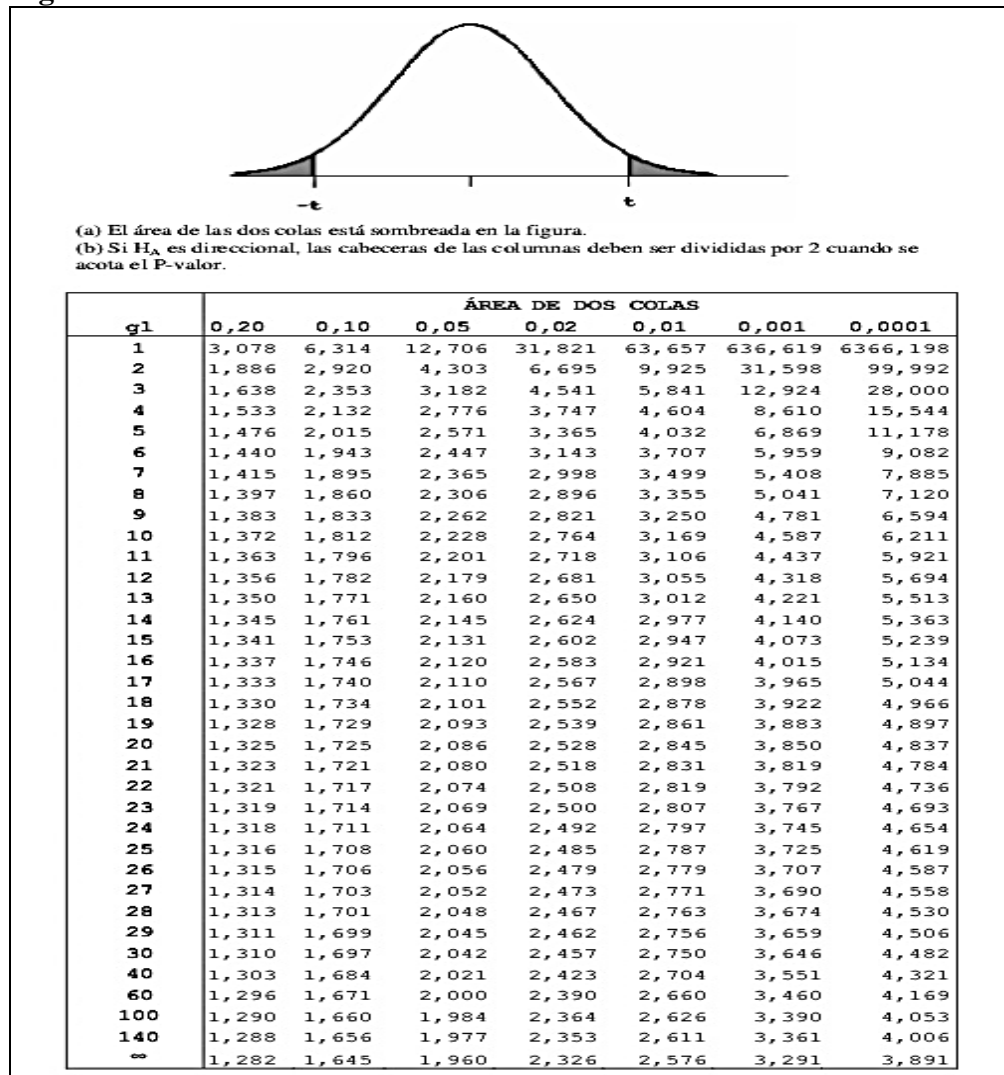 -t
t
(a) El área de las dos colas está sombreada en la figura.
(b) Si H_A es direccional, las cabeceras de las columnas deben ser divididas por 2 cuando se
acota el P-valor.
ÁREA DE DOS COLAS
gl 0,20 0,10 0,05 0,02 0,01 0,001 0,0001
1 3,078 6,314 12,706 31,821 63,657 636,619 6366,198
2 1,886 2,920 4,303 6,695 9,925 31,598 99,992
3 1,638 2,353 3,182 4,541 5,841 12,924 28,000
4 1,533 2,132 2,776 3,747 4,604 8,610 15,544
5 1,476 2,015 2,571 3,365 4,032 6,869 11,178
6 1,440 1,943 2,447 3,143 3,707 5,959 9,082
7 1,415 1,895 2,365 2,998 3,499 5,408 7,885
8 1,397 1,860 2,306 2,896 3,355 5,041 7,120
9 1,383 1,833 2,262 2,821 3,250 4,781 6,594
10 1,372 1,812 2,228 2,764 3,169 4,587 6,211
11 1,363 1,796 2,201 2,718 3,106 4,437 5,921
12 1,356 1,782 2,179 2,681 3,055 4,318 5,694
13 1,350 1,771 2,160 2,650 3,012 4,221 5,513
14 1,345 1,761 2,145 2,624 2,977 4,140 5,363
15 1,341 1,753 2,131 2,602 2,947 4,073 5,239
16 1,337 1,746 2,120 2,583 2,921 4,015 5,134
17 1,333 1,740 2,110 2,567 2,898 3,965 5,044
18 1,330 1,734 2,101 2,552 2,878 3,922 4,966
19 1,328 1,729 2,093 2,539 2,861 3,883 4,897
20 1,325 1,725 2,086 2,528 2,845 3,850 4,837
21 1,323 1,721 2,080 2,518 2,831 3,819 4,784
22 1,321 1,717 2,074 2,508 2,819 3,792 4,736
23 1,319 1,714 2,069 2,500 2,807 3,767 4,693
24 1,318 1,711 2,064 2,492 2,797 3,745 4,654
25 1,316 1,708 2,060 2,485 2,787 3,725 4,619
26 1,315 1,706 2,056 2,479 2,779 3,707 4,587
27 1,314 1,703 2,052 2,473 2,771 3,690 4,558
28 1,313 1,701 2,048 2,467 2,763 3,674 4,530
29 1,311 1,699 2,045 2,462 2,756 3,659 4,506
30 1,310 1,697 2,042 2,457 2,750 3,646 4,482
40 1,303 1,684 2,021 2,423 2,704 3,551 4,321
60 1,296 1,671 2,000 2,390 2,660 3,460 4,169
100 1,290 1,660 1,984 2,364 2,626 3,390 4,053
140 1,288 1,656 1,977 2,353 2,611 3,361 4,006
∞ 1,282 1,645 1,960 2,326 2,576 3,291 3,891